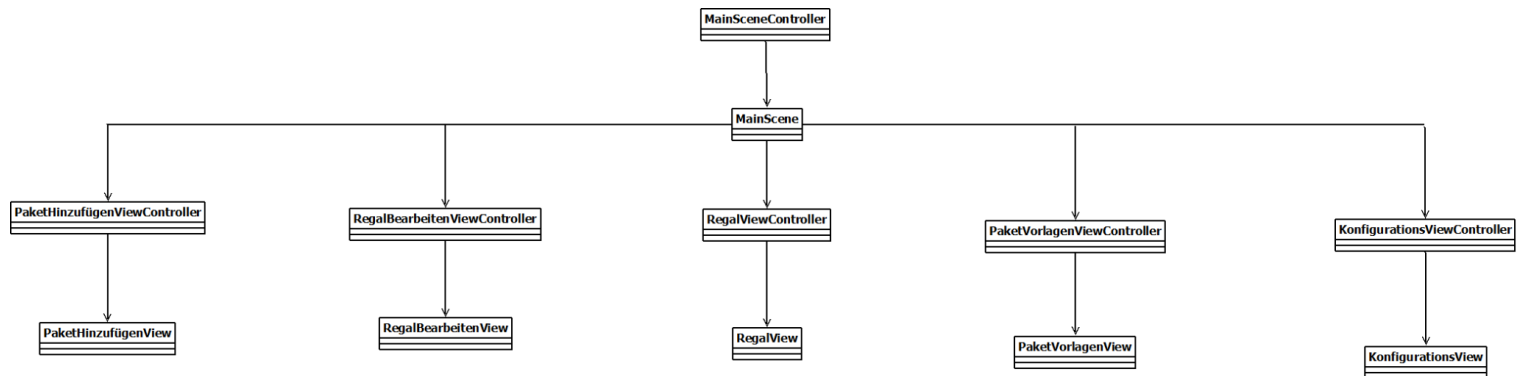 MainSceneController
MainScene
PaketHinzufügenViewController
RegalBearbeitenViewController
RegalViewController
PaketVorlagenViewController
KonfigurationsViewController
PaketHinzufügenView
RegalBearbeitenView
RegalView
PaketVorlagenView
KonfigurationsView